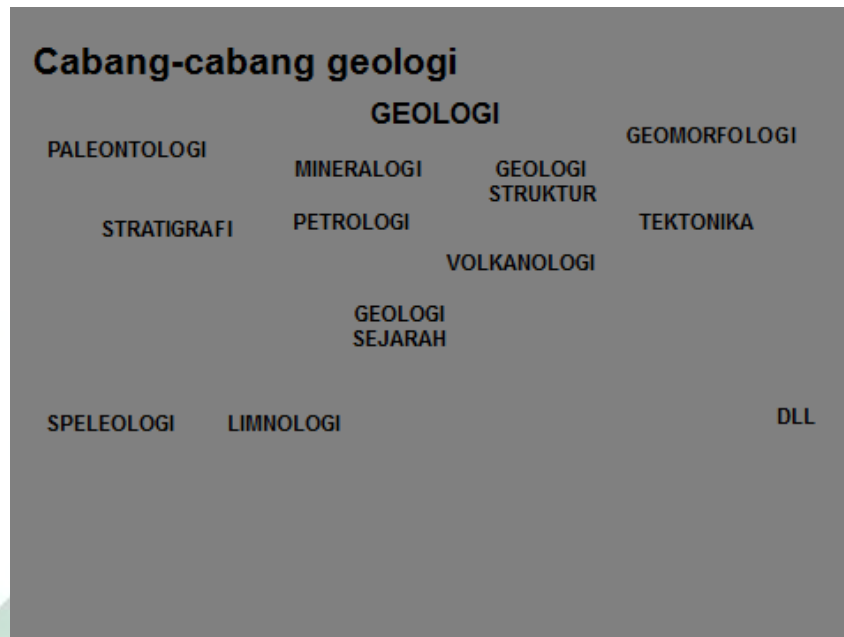 Cabang-cabang geologi
GEOLOGI
PALEONTOLOGI
GEOMORFOLOGI
MINERALOGI
GEOLOGI
STRUKTUR
STRATIGRAFI
PETROLOGI
TEKTONIKA
VOLKANOLOGI
GEOLOGI
SEJARAH
SPELEOLOGI
LIMNOLOGI
DLL